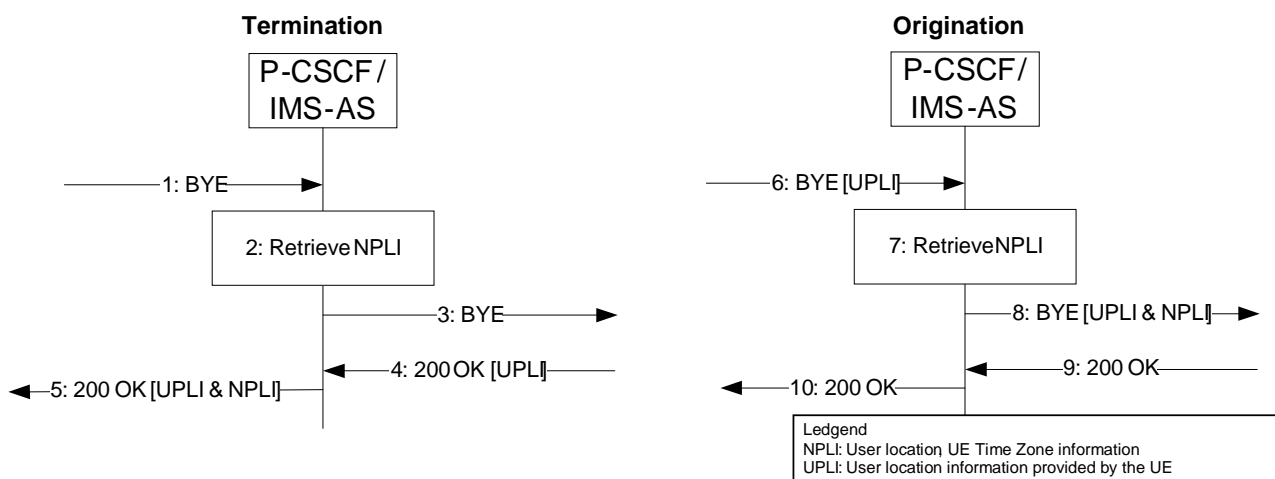 Termination
P-CSCF /
IMS-AS
1: BYE
2: Retrieve NPLI
3: BYE
4: 200 OK [UPLI]
5: 200 OK [UPLI & NPLI]
Origination
P-CSCF /
IMS-AS
6: BYE [UPLI]
7: Retrieve NPLI
8: BYE [UPLI & NPLI]
9: 200 OK
10: 200 OK
Ledgend
NPLI: User location, UE Time Zone information
UPLI: User location information provided by the UE